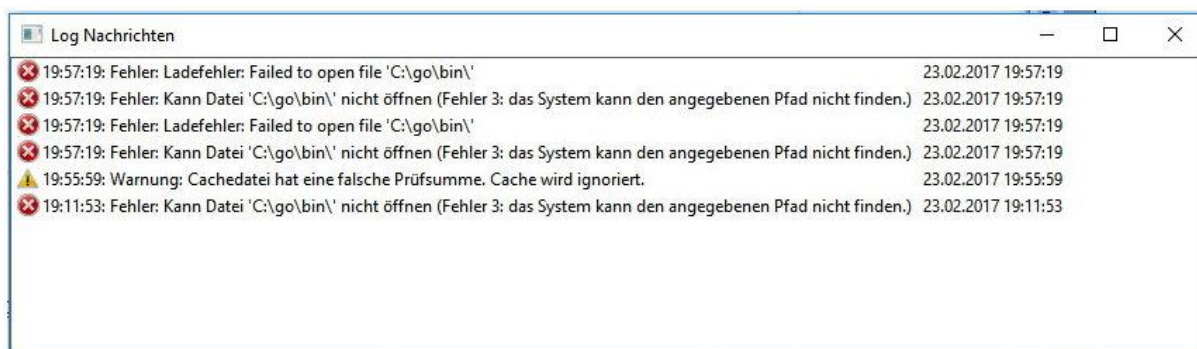 Log Nachrichten
19:57:19: Fehler: Ladefehler: Failed to open file 'C:\go\bin\' 23.02.2017 19:57:19
19:57:19: Fehler: Kann Datei 'C:\go\bin\' nicht öffnen (Fehler 3: das System kann den angegebenen Pfad nicht finden.) 23.02.2017 19:57:19
19:57:19: Fehler: Ladefehler: Failed to open file 'C:\go\bin\' 23.02.2017 19:57:19
19:57:19: Fehler: Kann Datei 'C:\go\bin\' nicht öffnen (Fehler 3: das System kann den angegebenen Pfad nicht finden.) 23.02.2017 19:57:19
19:55:59: Warnung: Cachedatei hat eine falsche Prüfsumme. Cache wird ignoriert. 23.02.2017 19:55:59
19:11:53: Fehler: Kann Datei 'C:\go\bin\' nicht öffnen (Fehler 3: das System kann den angegebenen Pfad nicht finden.) 23.02.2017 19:11:53